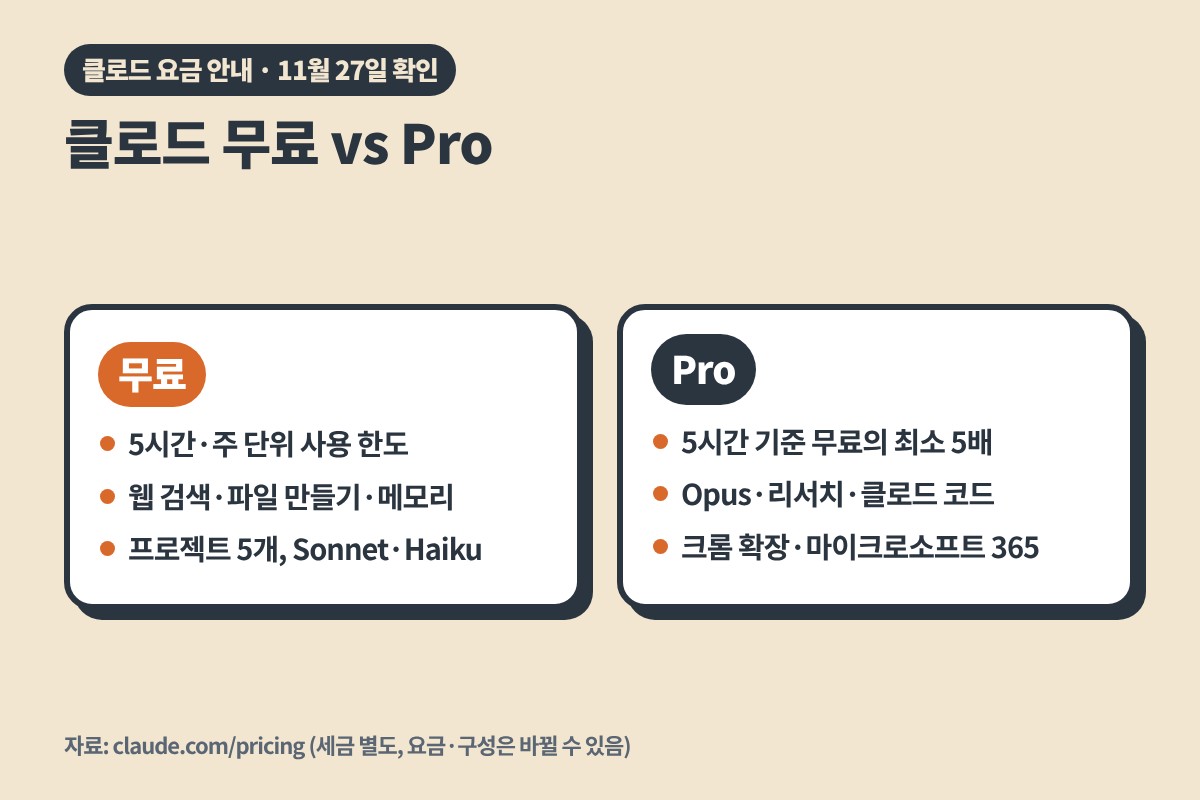 클로드 요금 안내 · 11월 27일 확인
클로드 무료 vs Pro
무료
5시간·주 단위 사용 한도
웹 검색·파일 만들기·메모리
프로젝트 5개, Sonnet·Haiku
Pro
5시간 기준 무료의 최소 5배
Opus·리서치·클로드 코드
크롬 확장·마이크로소프트 365
자료: claude.com/pricing (세금 별도, 요금·구성은 바뀔 수 있음)